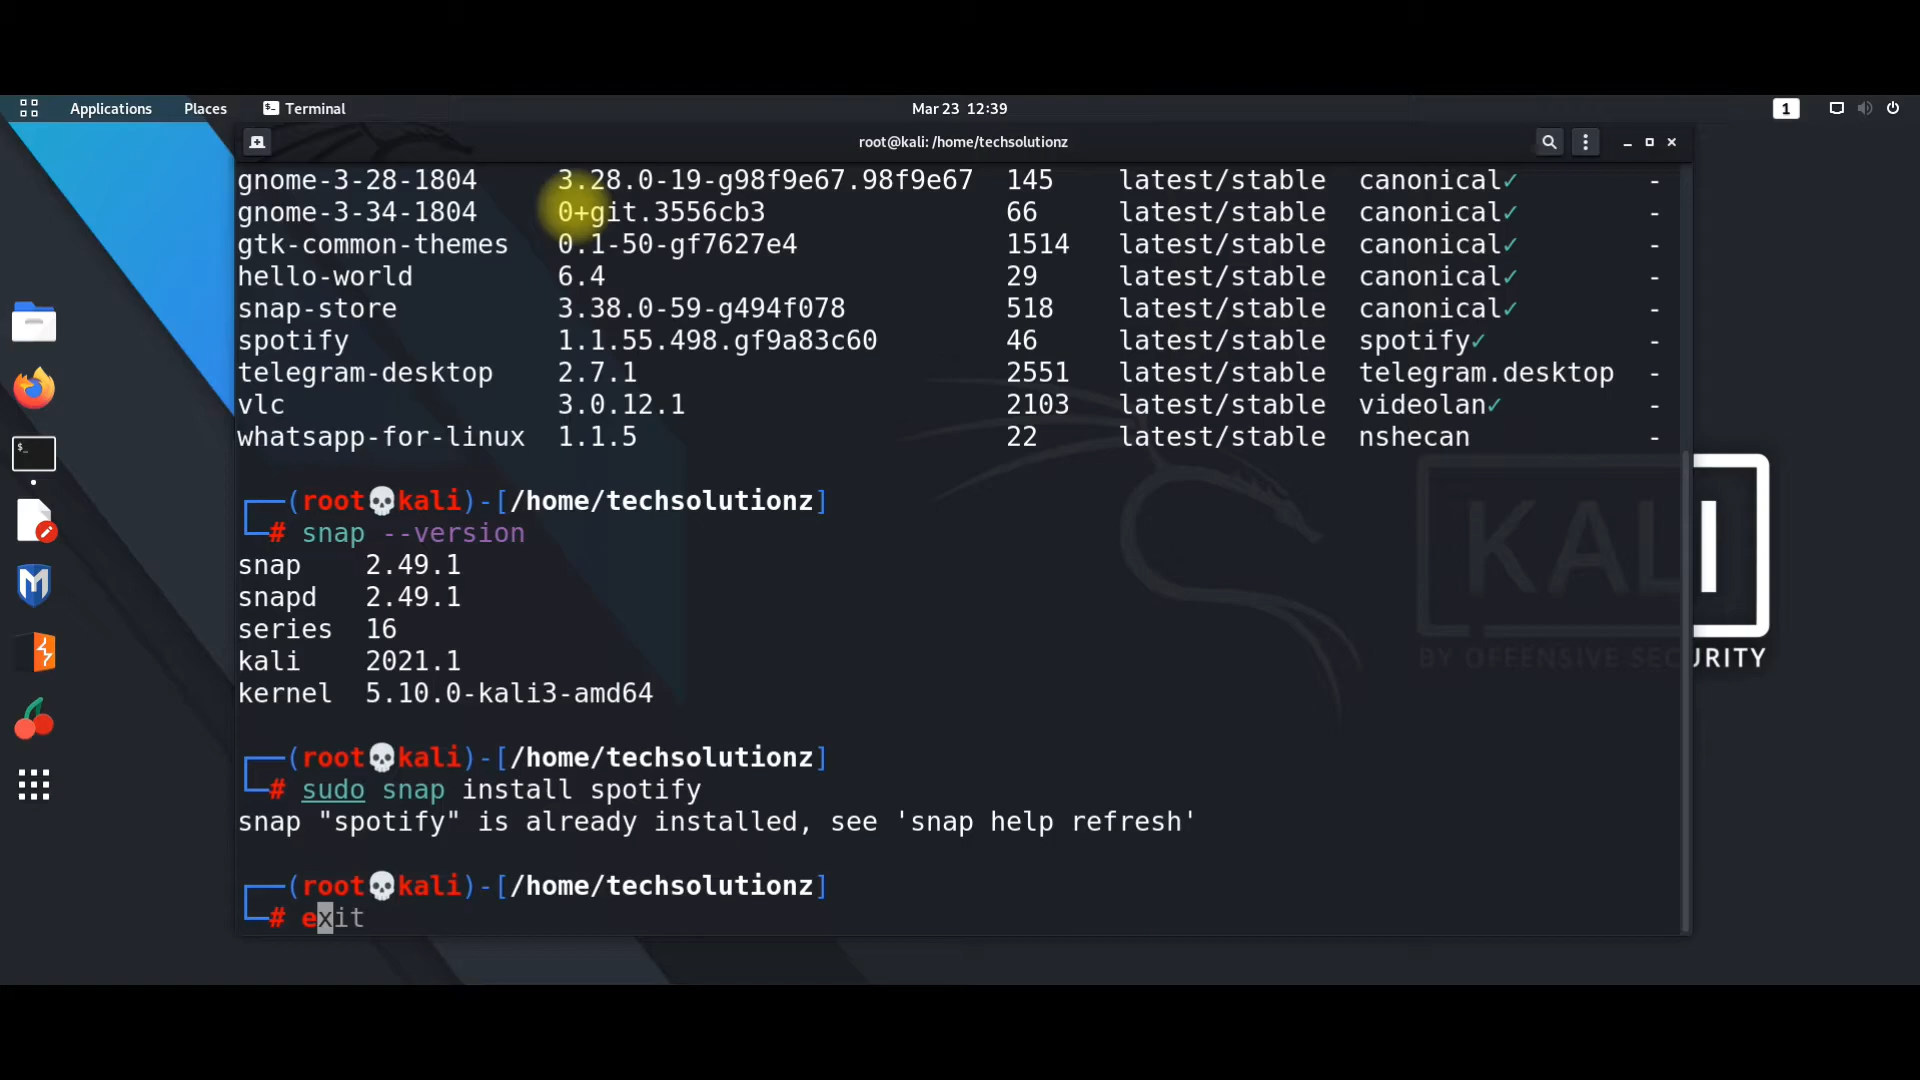 Applications Places Terminal Mar 23 12:39 1
root@kali: /home/techsolutionz
gnome-3-28-1804 3.28.0-19-g98f9e67.98f9e67 145 latest/stable canonical✓ -
gnome-3-34-1804 0+git.3556cb3 66 latest/stable canonical✓ -
gtk-common-themes 0.1-50-gf7627e4 1514 latest/stable canonical✓ -
hello-world 6.4 29 latest/stable canonical✓ -
snap-store 3.38.0-59-g494f078 518 latest/stable canonical✓ -
spotify 1.1.55.498.gf9a83c60 46 latest/stable spotify✓ -
telegram-desktop 2.7.1 2551 latest/stable telegram.desktop -
vlc 3.0.12.1 2103 latest/stable videolan✓ -
whatsapp-for-linux 1.1.5 22 latest/stable nshecan -
┌──(root💀kali)-[/home/techsolutionz]
└─# snap --version
snap 2.49.1
snapd 2.49.1
series 16
kali 2021.1
kernel 5.10.0-kali3-amd64
┌──(root💀kali)-[/home/techsolutionz]
└─# sudo snap install spotify
snap "spotify" is already installed, see 'snap help refresh'
┌──(root💀kali)-[/home/techsolutionz]
└─# exit
KALI
BY OFFENSIVE SECURITY